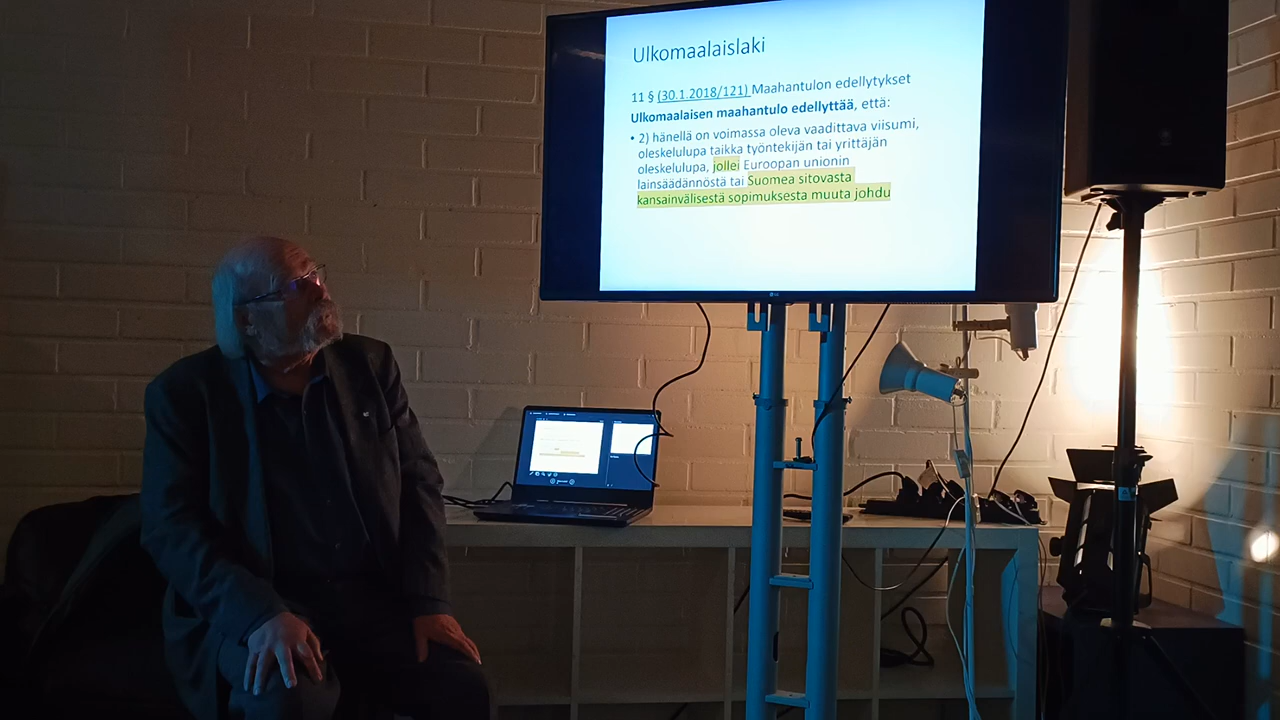 Ulkomaalaislaki
11 § (30.1.2018/121) Maahantulon edellytykset
Ulkomaalaisen maahantulo edellyttää, että:
• 2) hänellä on voimassa oleva vaadittava viisumi,
oleskelulupa taikka työntekijän tai yrittäjän
oleskelulupa, jollei Euroopan unionin
lainsäädännöstä tai Suomea sitovasta
kansainvälisestä sopimuksesta muuta johdu
LG